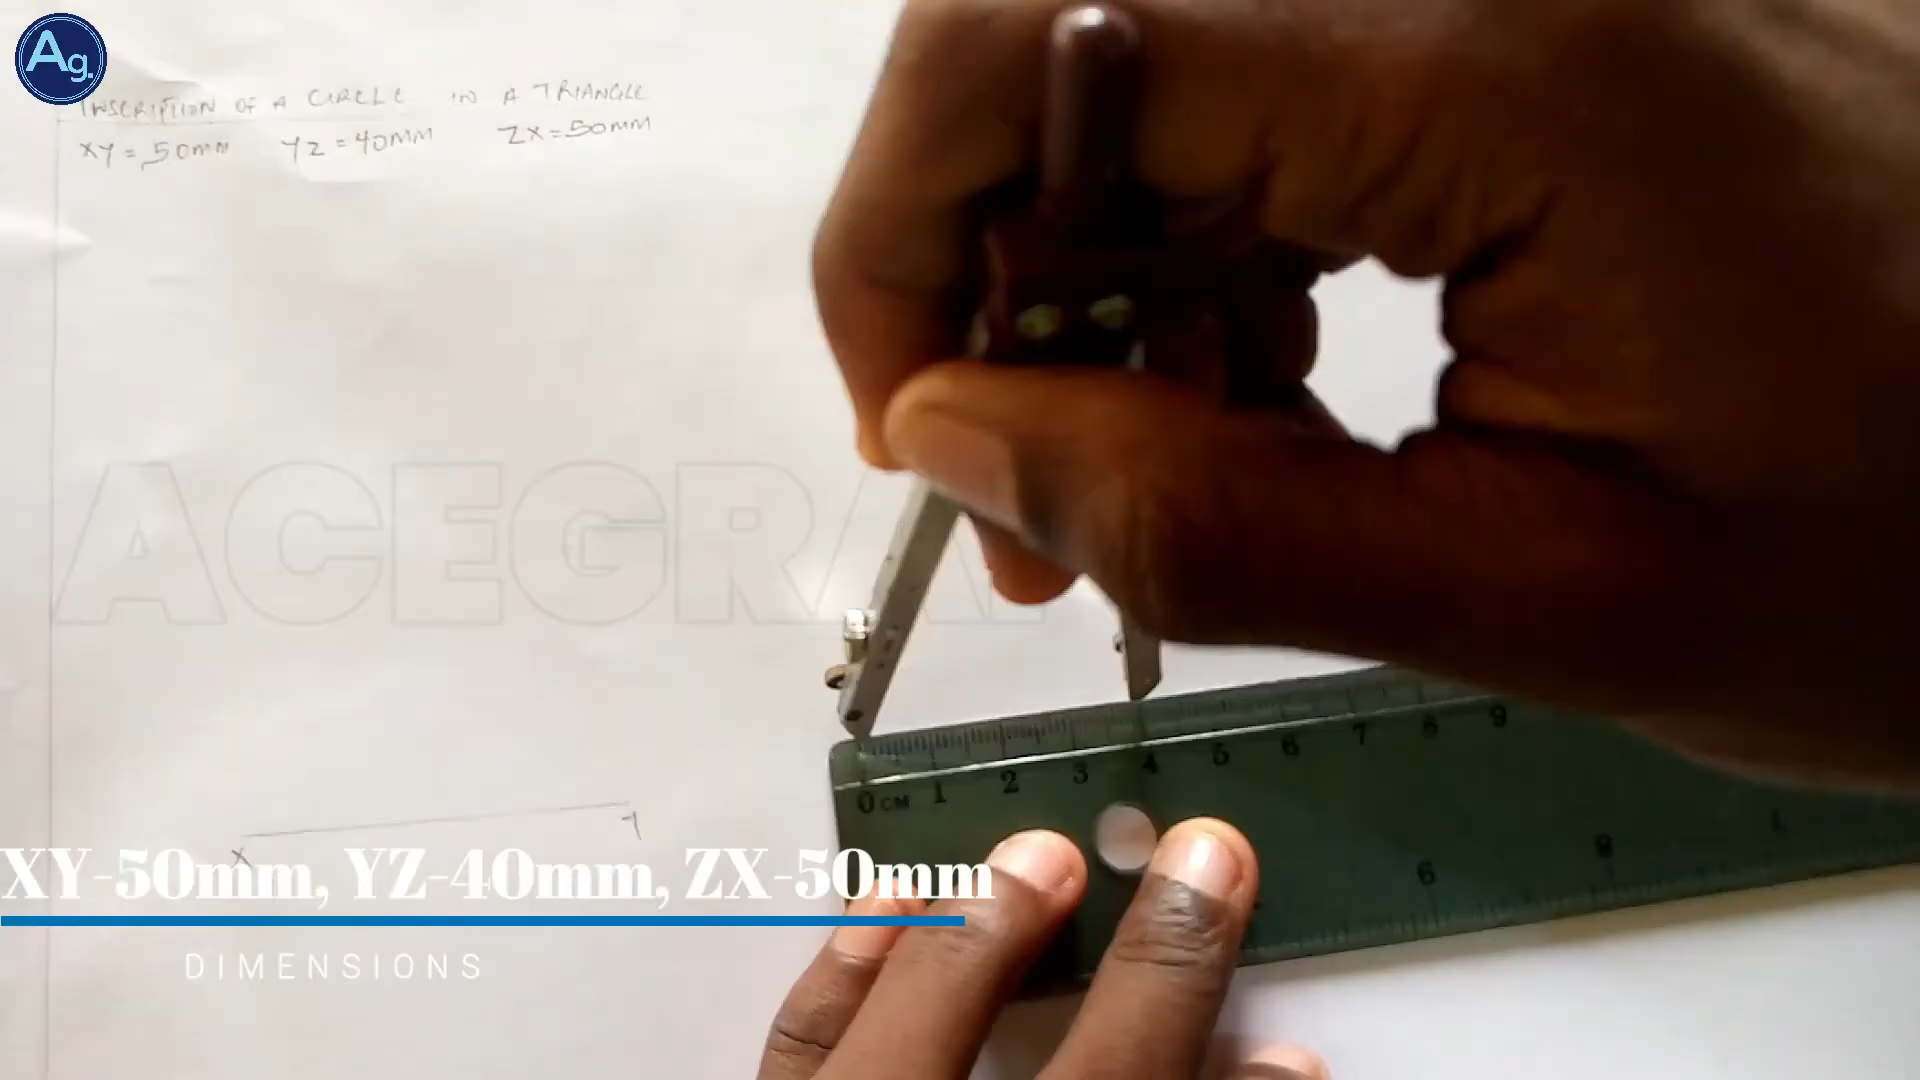 Ag.
INSCRIPTION OF A CIRCLE IN A TRIANGLE
XY = 50mm YZ = 40mm ZX = 50mm
ACEGRA
0 CM 1 2 3 4 5 6 7 8 9
X Y
6
XY-50mm, YZ-40mm, ZX-50mm
DIMENSIONS